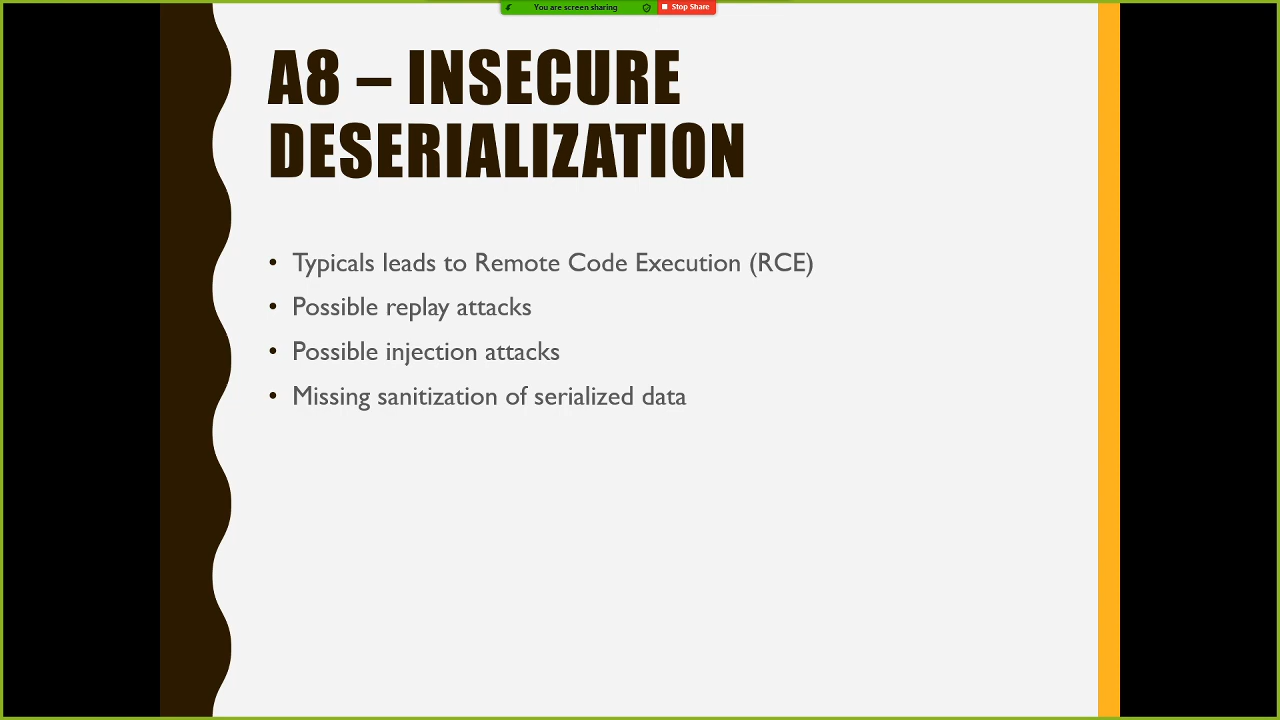 You are screen sharing
Stop Share
A8 – INSECURE
DESERIALIZATION
• Typicals leads to Remote Code Execution (RCE)
• Possible replay attacks
• Possible injection attacks
• Missing sanitization of serialized data